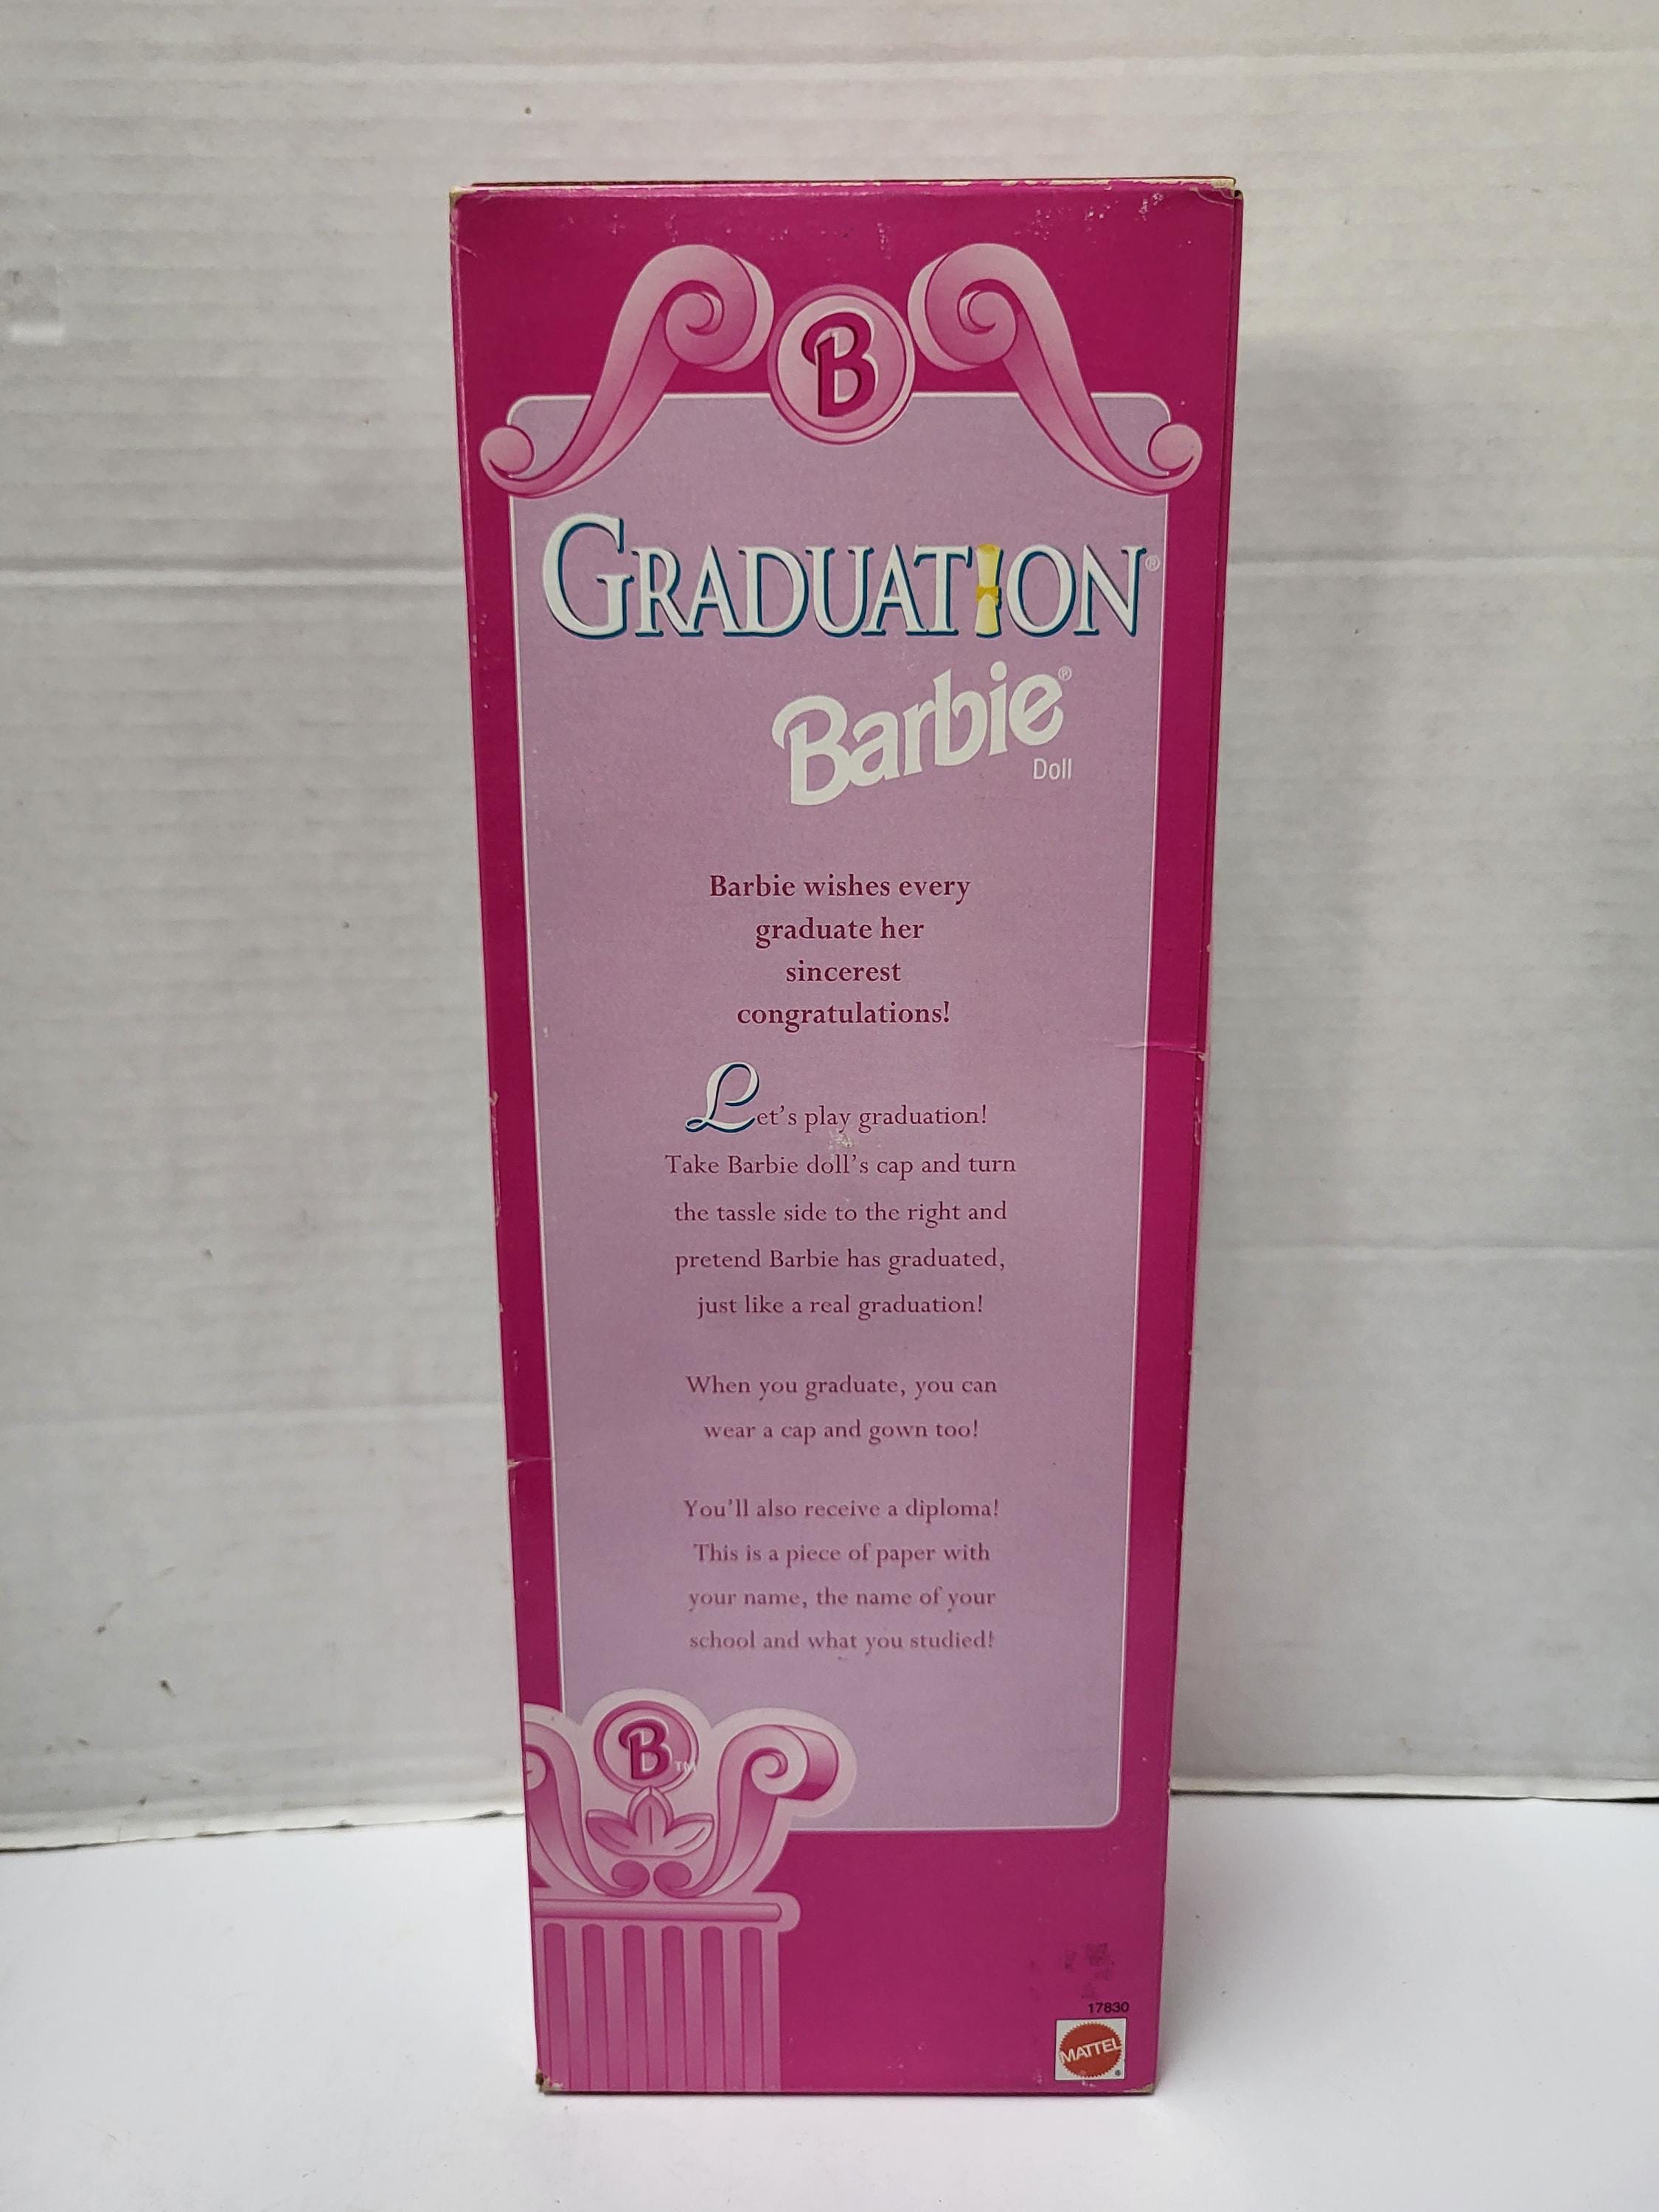 B
GRADUATION®
Barbie®
Doll
Barbie wishes every
graduate her
sincerest
congratulations!
Let's play graduation!
Take Barbie doll's cap and turn
the tassle side to the right and
pretend Barbie has graduated,
just like a real graduation!
When you graduate, you can
wear a cap and gown too!
You'll also receive a diploma!
This is a piece of paper with
your name, the name of your
school and what you studied!
B™
17830
MATTEL®